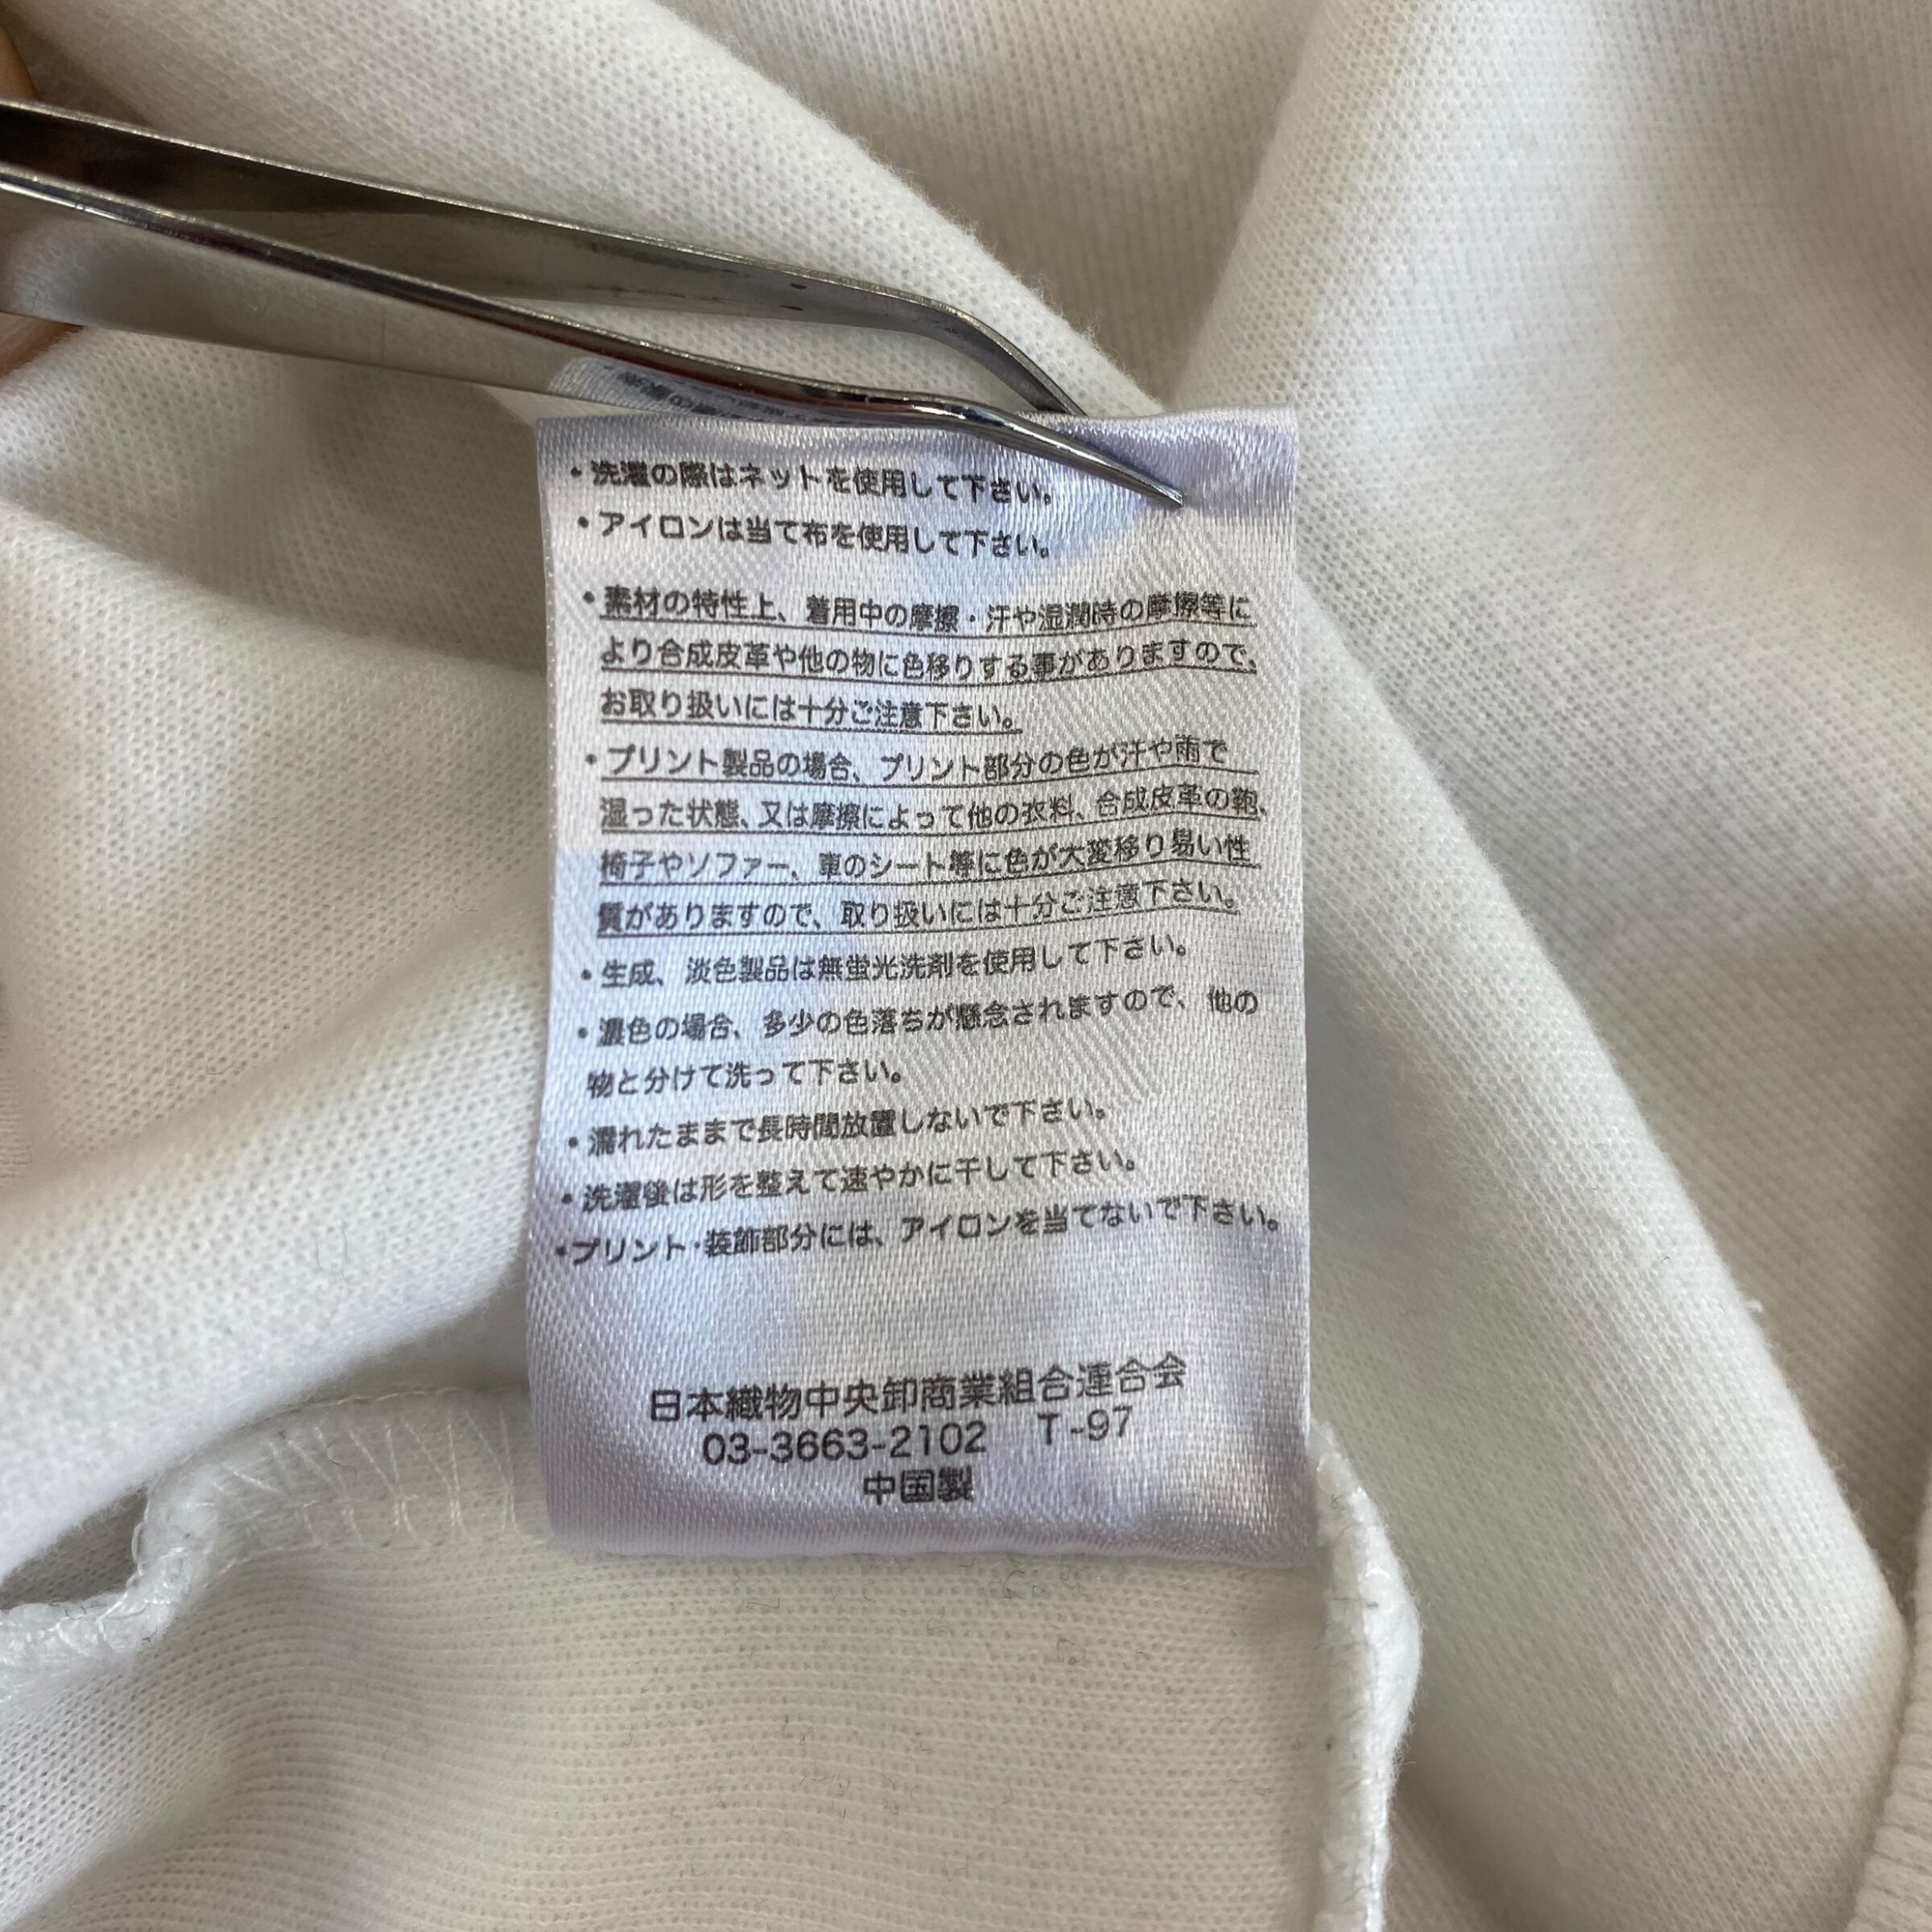 ・洗濯の際はネットを使用して下さい。
・アイロンは当て布を使用して下さい。
・素材の特性上、着用中の摩擦・汗や湿潤時の摩擦等に
より合成皮革や他の物に色移りする事がありますので、
お取り扱いには十分ご注意下さい。
・プリント製品の場合、プリント部分の色が汗や雨で
湿った状態、又は摩擦によって他の衣料、合成皮革の鞄、
椅子やソファー、車のシート等に色が大変移り易い性
質がありますので、取り扱いには十分ご注意下さい。
・生成、淡色製品は無蛍光洗剤を使用して下さい。
・濃色の場合、多少の色落ちが懸念されますので、他の
物と分けて洗って下さい。
・濡れたままで長時間放置しないで下さい。
・洗濯後は形を整えて速やかに干して下さい。
・プリント・装飾部分には、アイロンを当てないで下さい。
日本織物中央卸商業組合連合会
03-3663-2102 T-97
中国製